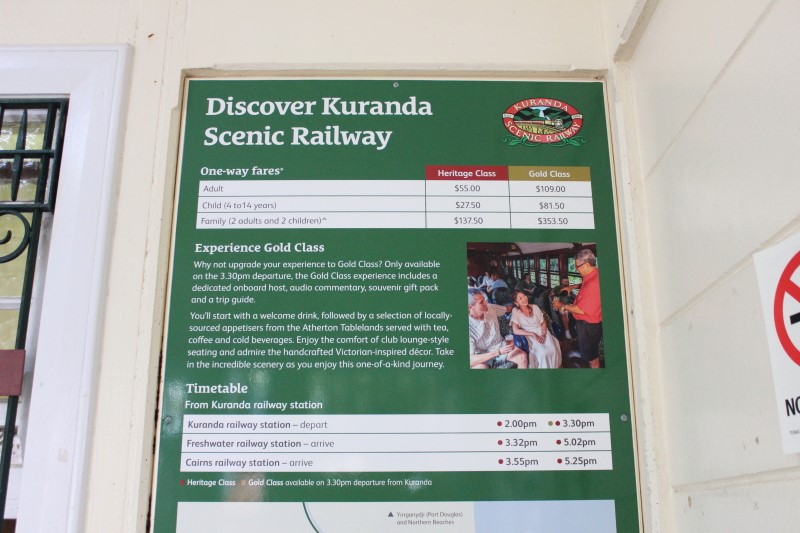 Discover Kuranda
Scenic Railway
KURANDA
SCENIC RAILWAY
One-way fares* Heritage Class Gold Class
Adult $55.00 $109.00
Child (4 to14 years) $27.50 $81.50
Family (2 adults and 2 children)^ $137.50 $353.50
Experience Gold Class
Why not upgrade your experience to Gold Class? Only available
on the 3.30pm departure, the Gold Class experience includes a
dedicated onboard host, audio commentary, souvenir gift pack
and a trip guide.
You'll start with a welcome drink, followed by a selection of locally-
sourced appetisers from the Atherton Tablelands served with tea,
coffee and cold beverages. Enjoy the comfort of club lounge-style
seating and admire the handcrafted Victorian-inspired décor. Take
in the incredible scenery as you enjoy this one-of-a-kind journey.
Timetable
From Kuranda railway station
Kuranda railway station – depart • 2.00pm •• 3.30pm
Freshwater railway station – arrive • 3.32pm • 5.02pm
Cairns railway station – arrive • 3.55pm • 5.25pm
• Heritage Class • Gold Class available on 3.30pm departure from Kuranda
▲ Yirrganydji (Port Douglas)
and Northern Beaches
NO